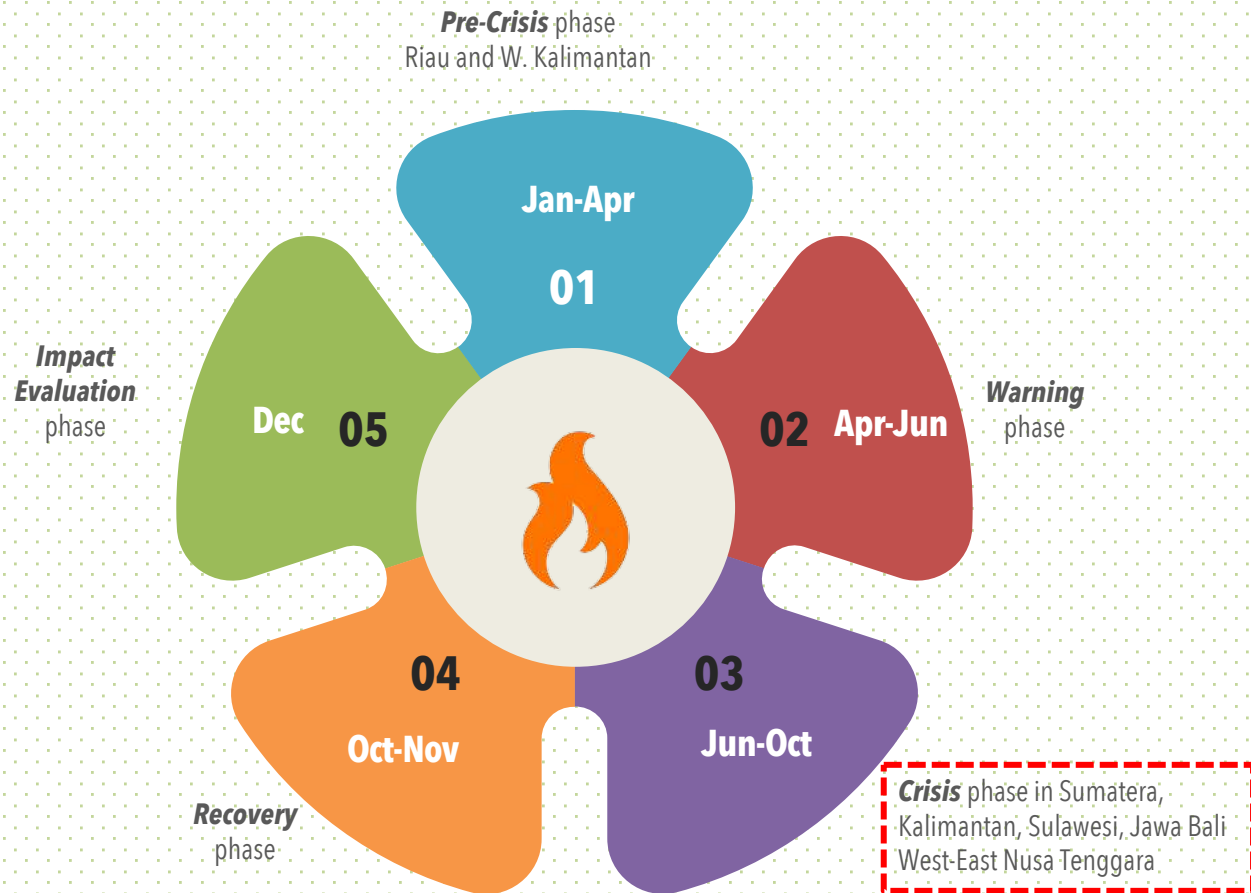 Pre-Crisis phase
Riau and W. Kalimantan
Jan-Apr
01
Warning
phase
02 Apr-Jun
03
Jun-Oct
Crisis phase in Sumatera,
Kalimantan, Sulawesi, Jawa Bali
West-East Nusa Tenggara
04
Oct-Nov
Recovery
phase
Impact
Evaluation
phase
Dec 05